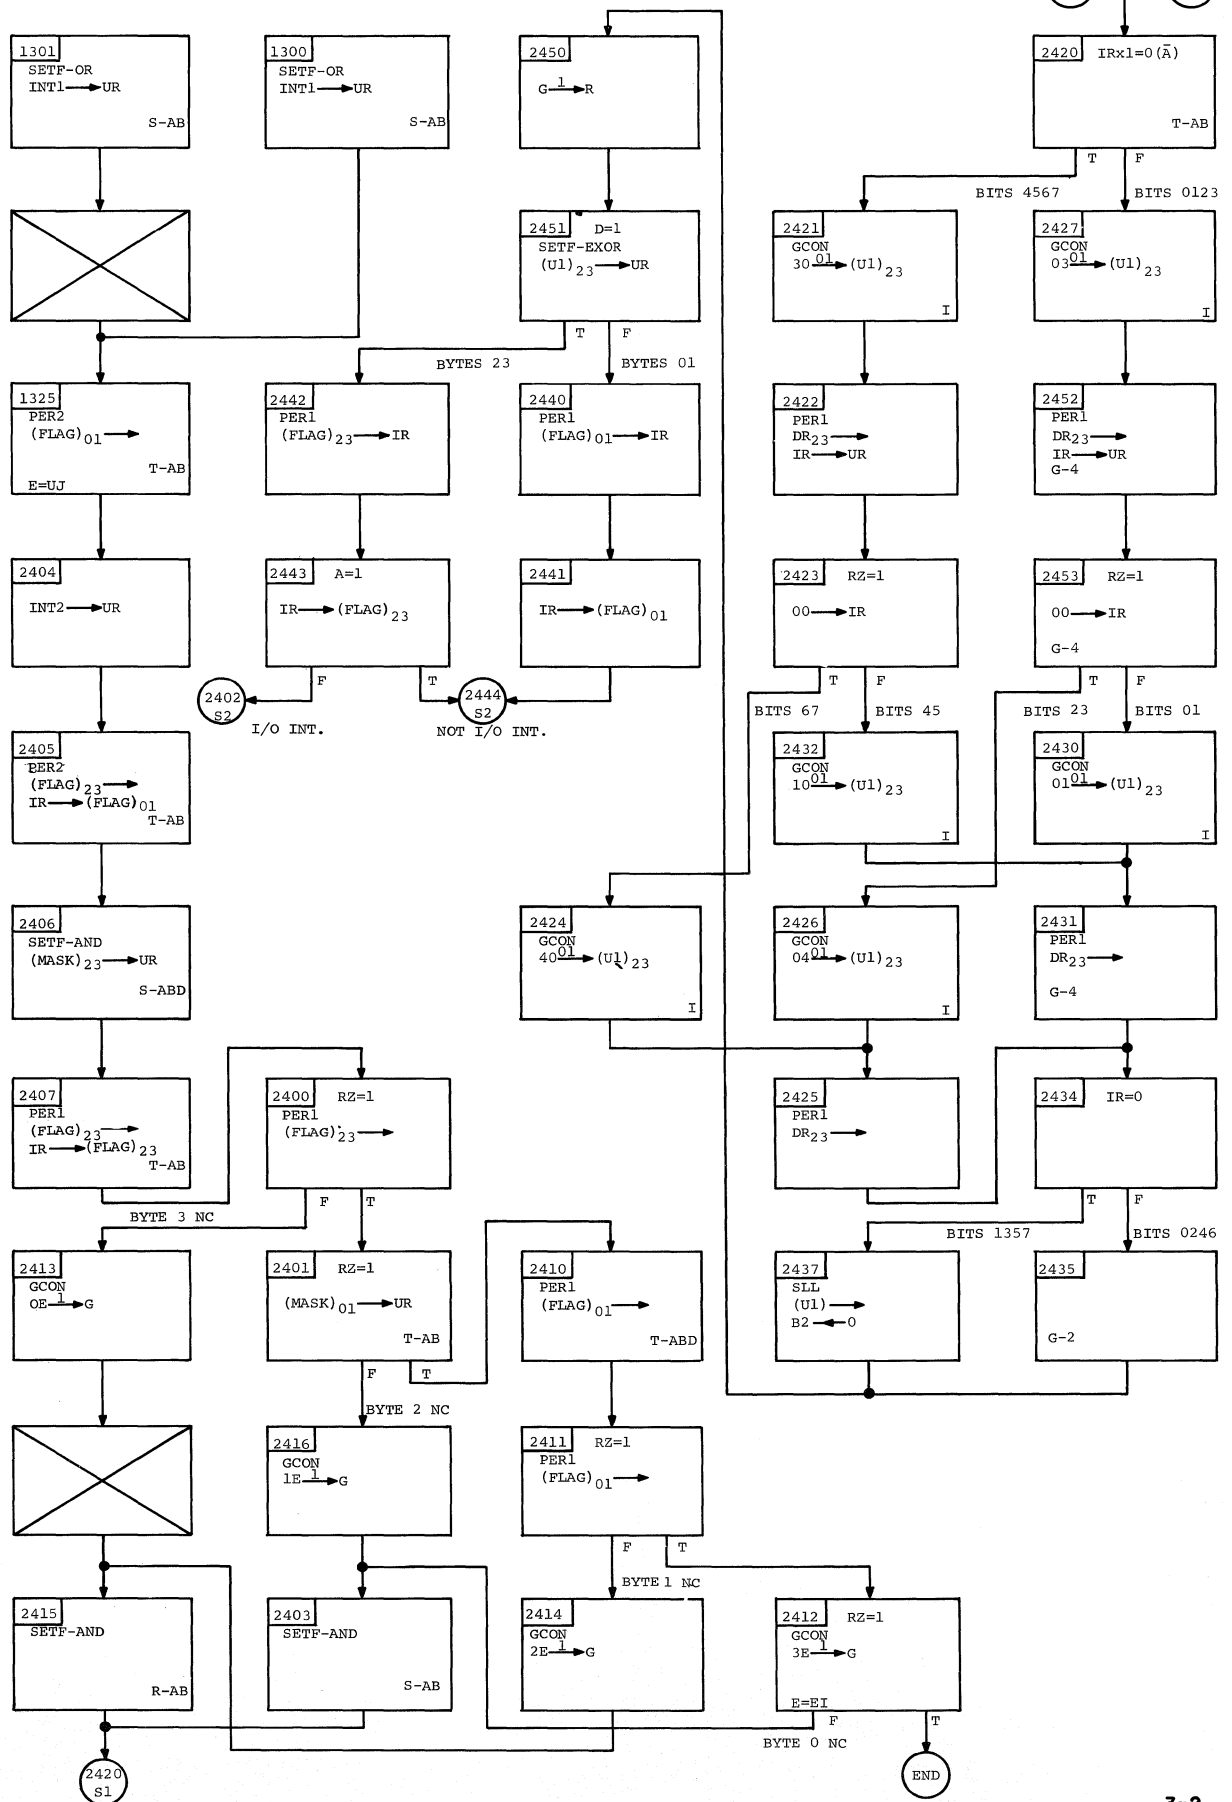 1301
SETF-OR
INT1→UR
S-AB
1300
SETF-OR
INT1→UR
S-AB
2450
G 1→R
2420 IRx1=0(Ā)
T-AB
T F
BITS 4567
BITS 0123
2451 D=1
SETF-EXOR
(U1)23→UR
T F
BYTES 23
BYTES 01
2421
GCON
30 01→(U1)23
I
2427
GCON
03 01→(U1)23
I
1325
PER2
(FLAG)01→
T-AB
E=UJ
2442
PER1
(FLAG)23→IR
2440
PER1
(FLAG)01→IR
2422
PER1
DR23→
IR→UR
2452
PER1
DR23→
IR→UR
G-4
2404
INT2→UR
2443 A=1
IR→(FLAG)23
F T
2441
IR→(FLAG)01
2423 RZ=1
00→IR
T F
BITS 67
BITS 45
2453 RZ=1
00→IR
G-4
T F
BITS 23
BITS 01
2402
S2
I/O INT.
2444
S2
NOT I/O INT.
2405
PER2
(FLAG)23→
IR→(FLAG)01
T-AB
2432
GCON
10 01→(U1)23
I
2430
GCON
01 01→(U1)23
I
2406
SETF-AND
(MASK)23→UR
S-ABD
2424
GCON
40 01→(U1)23
I
2426
GCON
04 01→(U1)23
I
2431
PER1
DR23→
G-4
2407
PER1
(FLAG)23→
IR→(FLAG)23
T-AB
2400 RZ=1
PER1
(FLAG)23→
F T
BYTE 3 NC
2425
PER1
DR23→
2434 IR=0
T F
BITS 1357
BITS 0246
2413
GCON
0E 1→G
2401 RZ=1
(MASK)01→UR
T-AB
F T
BYTE 2 NC
2410
PER1
(FLAG)01→
T-ABD
2437
SLL
(U1)→
B2←0
2435
G-2
2416
GCON
1E 1→G
2411 RZ=1
PER1
(FLAG)01→
F T
BYTE 1 NC
2415
SETF-AND
R-AB
2403
SETF-AND
S-AB
2414
GCON
2E 1→G
2412 RZ=1
GCON
3E 1→G
E=EI
F T
BYTE 0 NC
2420
S1
END